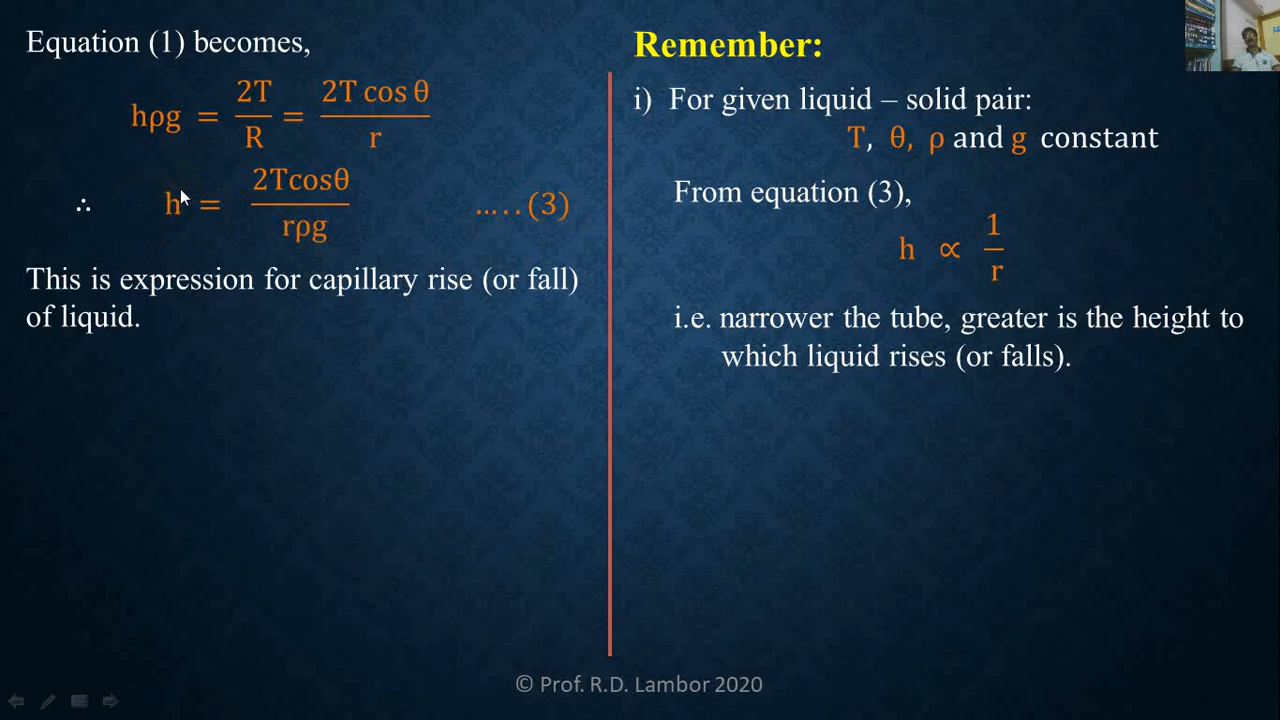 Equation (1) becomes,
hρg = 2T/R = 2T cos θ/r
∴ h = 2Tcosθ/rρg ..... (3)
This is expression for capillary rise (or fall)
of liquid.
Remember:
i) For given liquid – solid pair:
T, θ, ρ and g constant
From equation (3),
h ∝ 1/r
i.e. narrower the tube, greater is the height to
which liquid rises (or falls).
© Prof. R.D. Lambor 2020